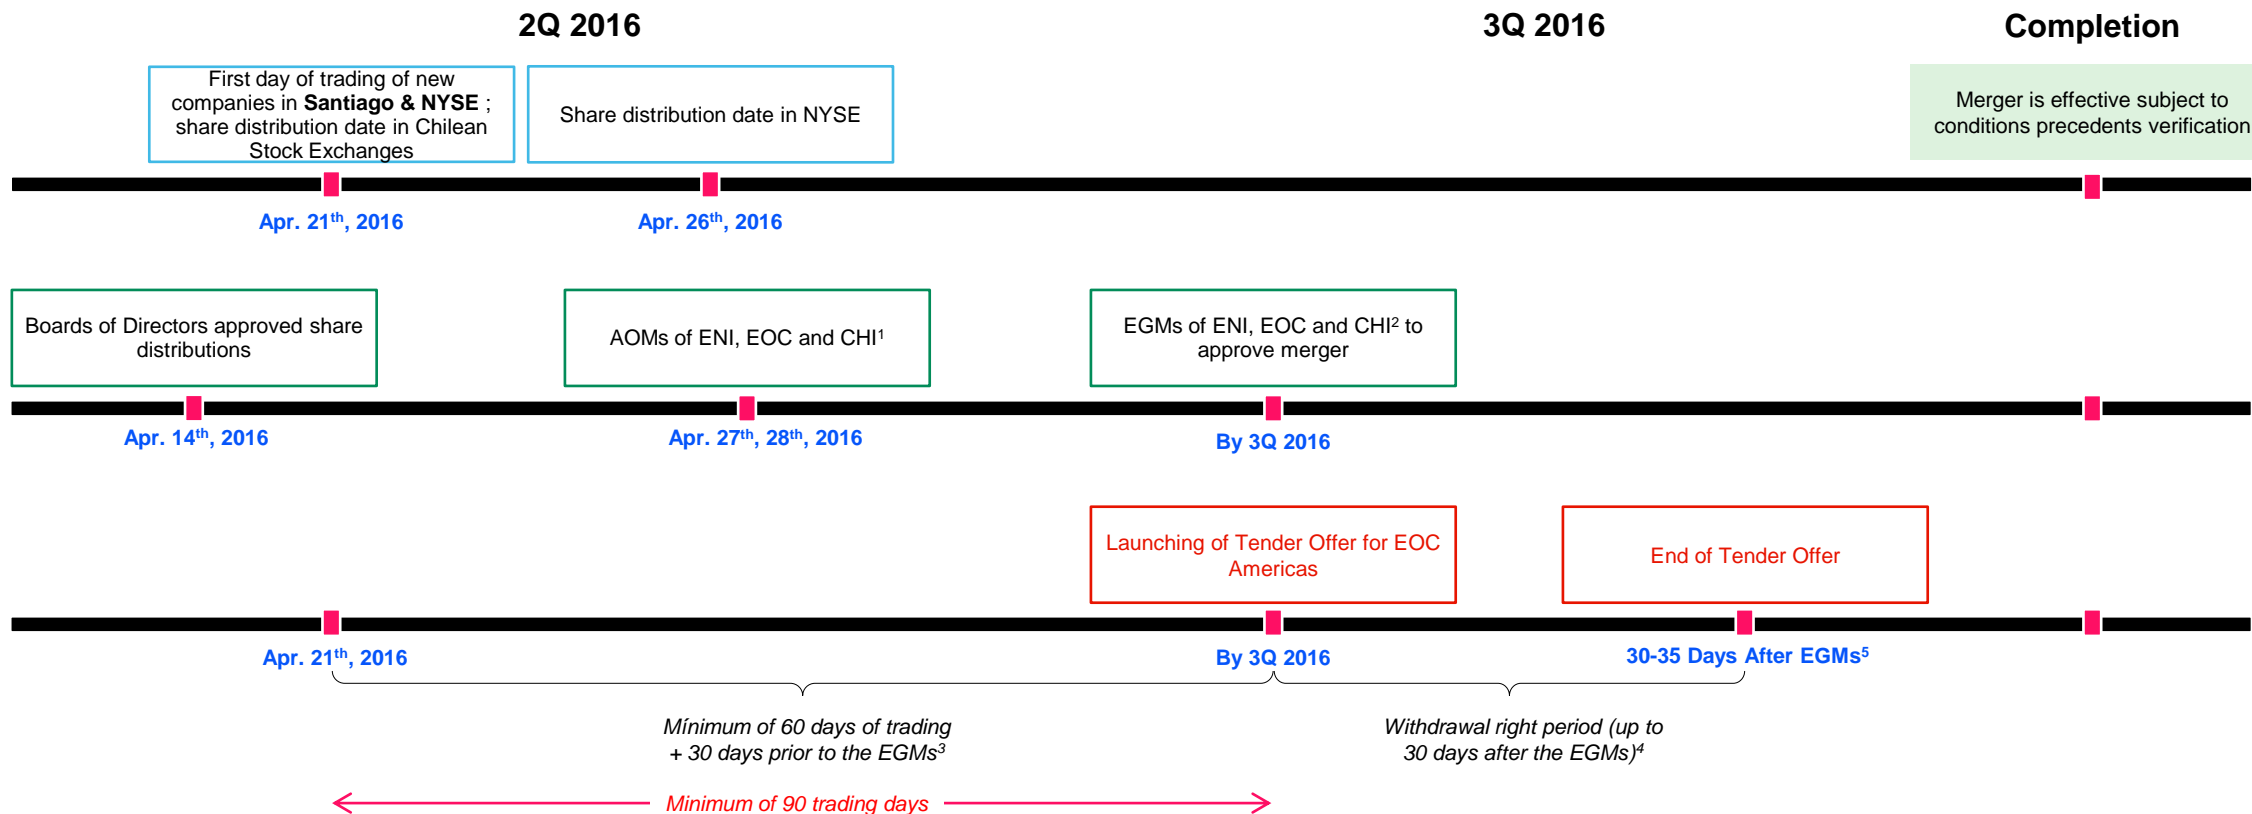 2Q 2016
3Q 2016
Completion
First day of trading of new
companies in Santiago & NYSE ;
share distribution date in Chilean
Stock Exchanges
Share distribution date in NYSE
Merger is effective subject to
conditions precedents verification
Apr. 21th, 2016
Apr. 26th, 2016
Boards of Directors approved share
distributions
AOMs of ENI, EOC and CHI1
EGMs of ENI, EOC and CHI2 to
approve merger
Apr. 14th, 2016
Apr. 27th, 28th, 2016
By 3Q 2016
Launching of Tender Offer for EOC
Americas
End of Tender Offer
Apr. 21th, 2016
By 3Q 2016
30-35 Days After EGMs5
Mínimum of 60 days of trading
+ 30 days prior to the EGMs3
Withdrawal right period (up to
30 days after the EGMs)4
Minimum of 90 trading days